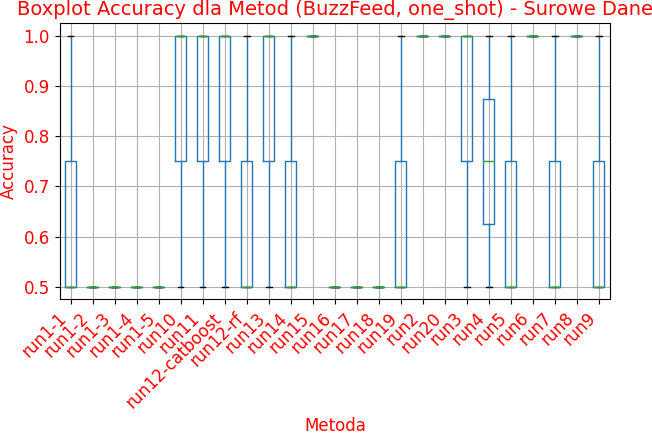 Boxplot Accuracy dla Metod (BuzzFeed, one_shot) - Surowe Dane
Accuracy
1.0
0.9
0.8
0.7
0.6
0.5
run1-1
run1-2
run1-3
run1-4
run1-5
run10
run11
run12-catboost
run12-rf
run13
run14
run15
run16
run17
run18
run19
run2
run20
run3
run4
run5
run6
run7
run8
run9
Metoda